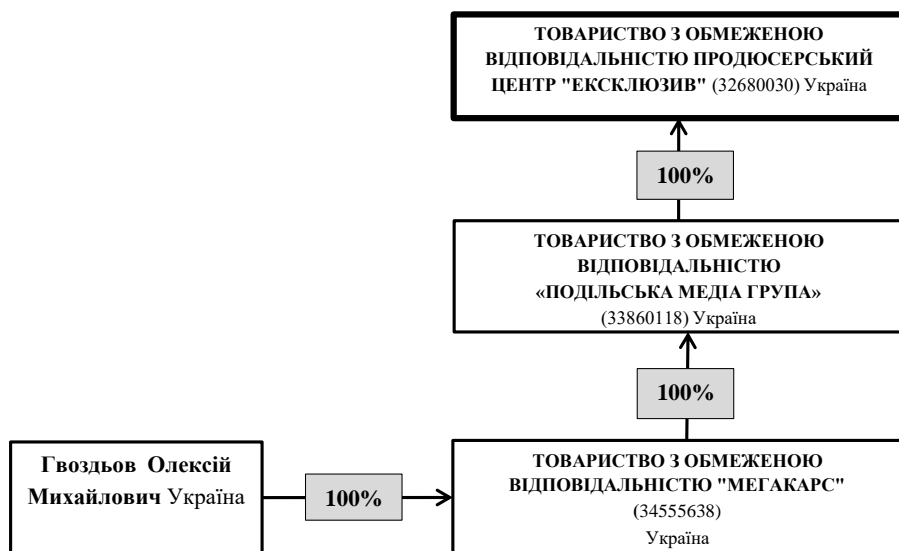 ТОВАРИСТВО З ОБМЕЖЕНОЮ
ВІДПОВІДАЛЬНІСТЮ ПРОДЮСЕРСЬКИЙ
ЦЕНТР "ЕКСКЛЮЗИВ" (32680030) Україна
100%
ТОВАРИСТВО З ОБМЕЖЕНОЮ
ВІДПОВІДАЛЬНІСТЮ
«ПОДІЛЬСЬКА МЕДІА ГРУПА»
(33860118) Україна
100%
Гвоздьов Олексій
Михайлович Україна
100%
ТОВАРИСТВО З ОБМЕЖЕНОЮ
ВІДПОВІДАЛЬНІСТЮ "МЕГАКАРС"
(34555638)
Україна